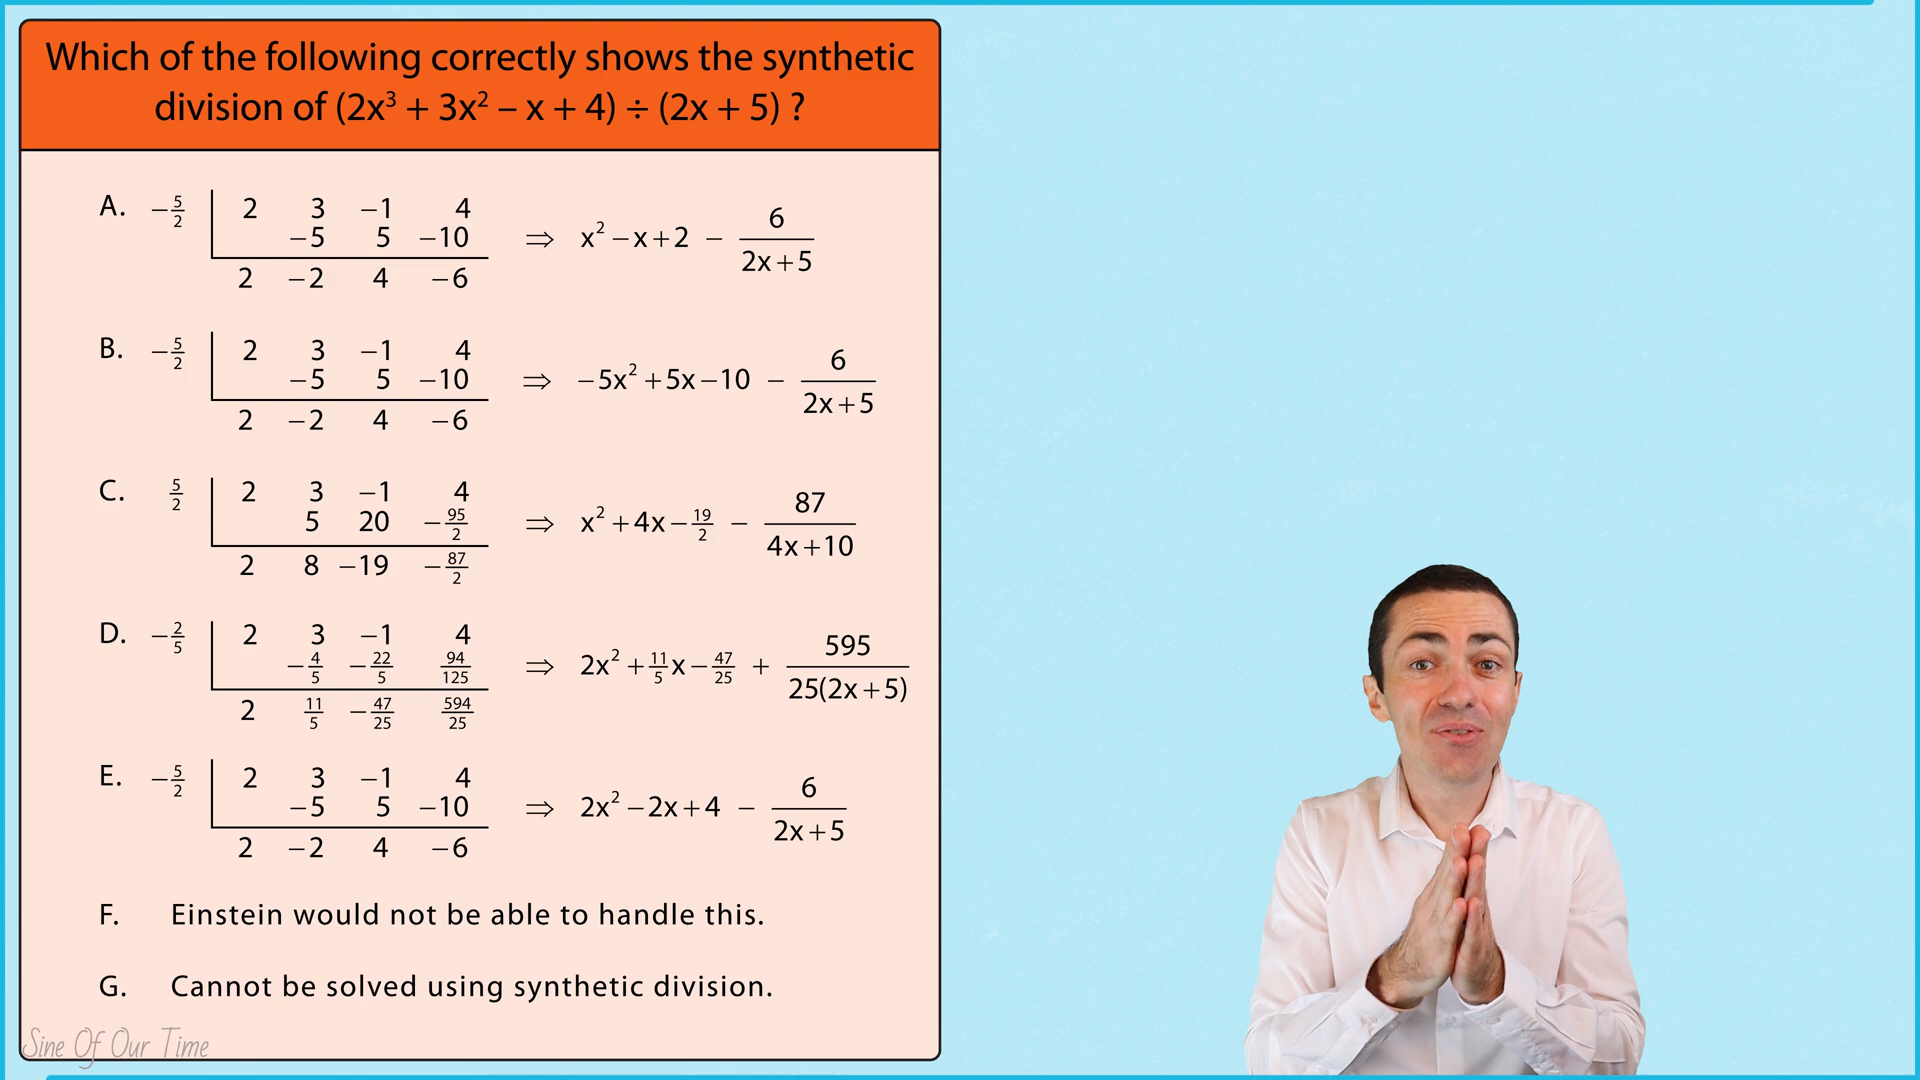 Which of the following correctly shows the synthetic
division of (2x³ + 3x² – x + 4) ÷ (2x + 5) ?
A. −5/2 | 2 3 −1 4
−5 5 −10
2 −2 4 −6
⇒ x² − x + 2 − 6/(2x+5)
B. −5/2 | 2 3 −1 4
−5 5 −10
2 −2 4 −6
⇒ −5x² + 5x − 10 − 6/(2x+5)
C. 5/2 | 2 3 −1 4
5 20 −95/2
2 8 −19 −87/2
⇒ x² + 4x − 19/2 − 87/(4x+10)
D. −2/5 | 2 3 −1 4
−4/5 −22/5 94/125
2 11/5 −47/25 594/25
⇒ 2x² + 11/5x − 47/25 + 595/(25(2x+5))
E. −5/2 | 2 3 −1 4
−5 5 −10
2 −2 4 −6
⇒ 2x² − 2x + 4 − 6/(2x+5)
F. Einstein would not be able to handle this.
G. Cannot be solved using synthetic division.
Sine Of Our Time